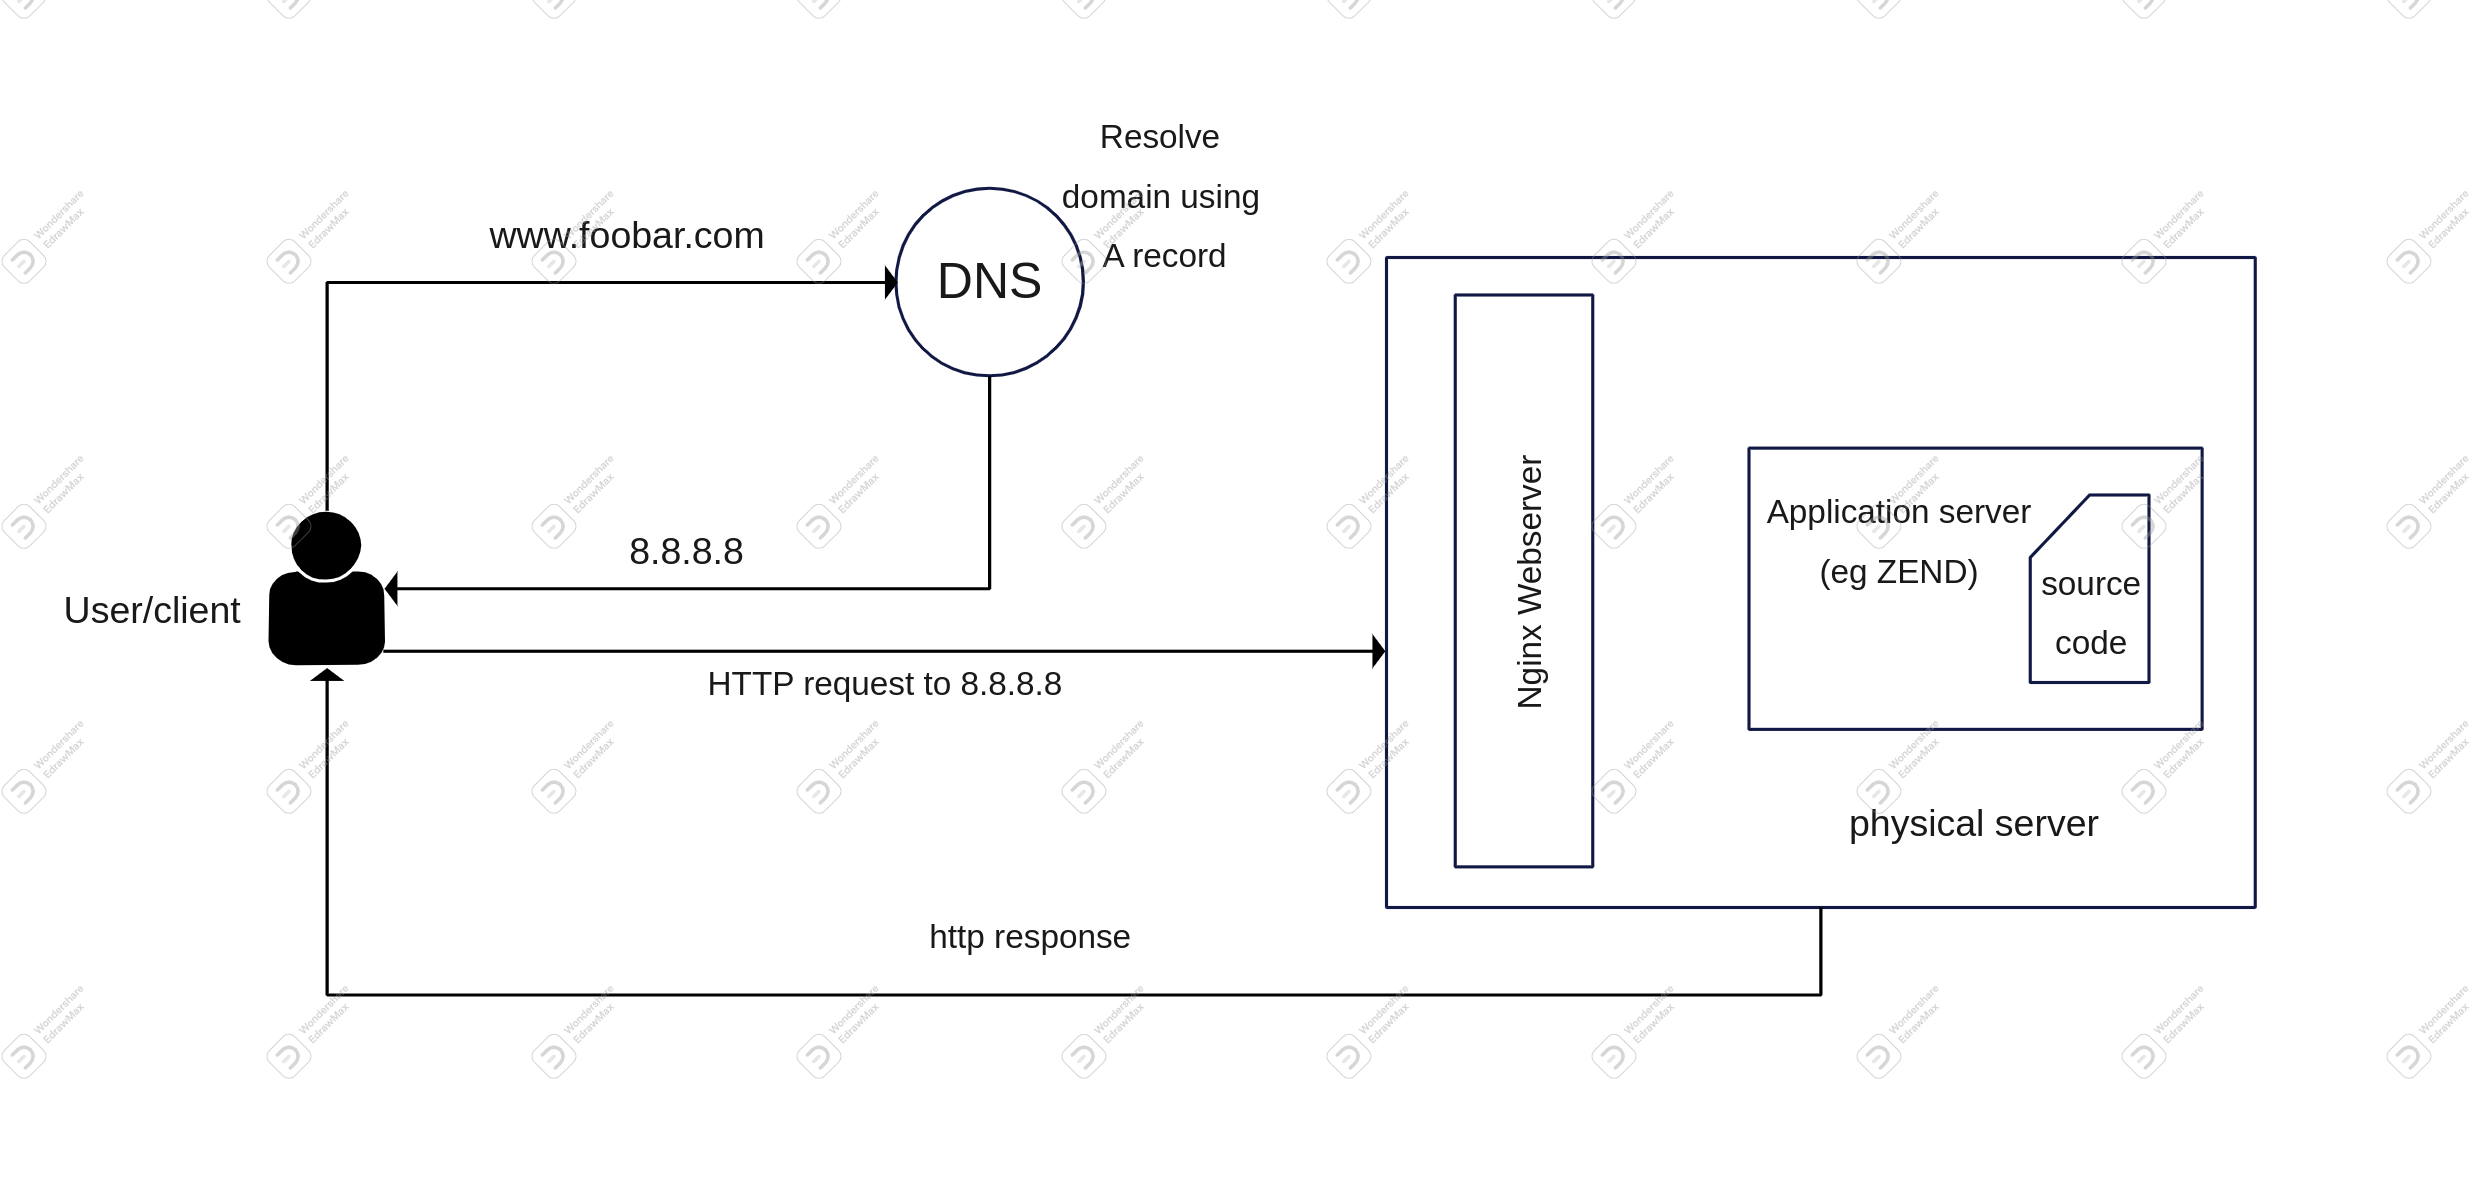 Resolve
domain using
A record
www.foobar.com
DNS
8.8.8.8
User/client
HTTP request to 8.8.8.8
Nginx Webserver
Application server
(eg ZEND)
source
code
physical server
http response
Wondershare
EdrawMax